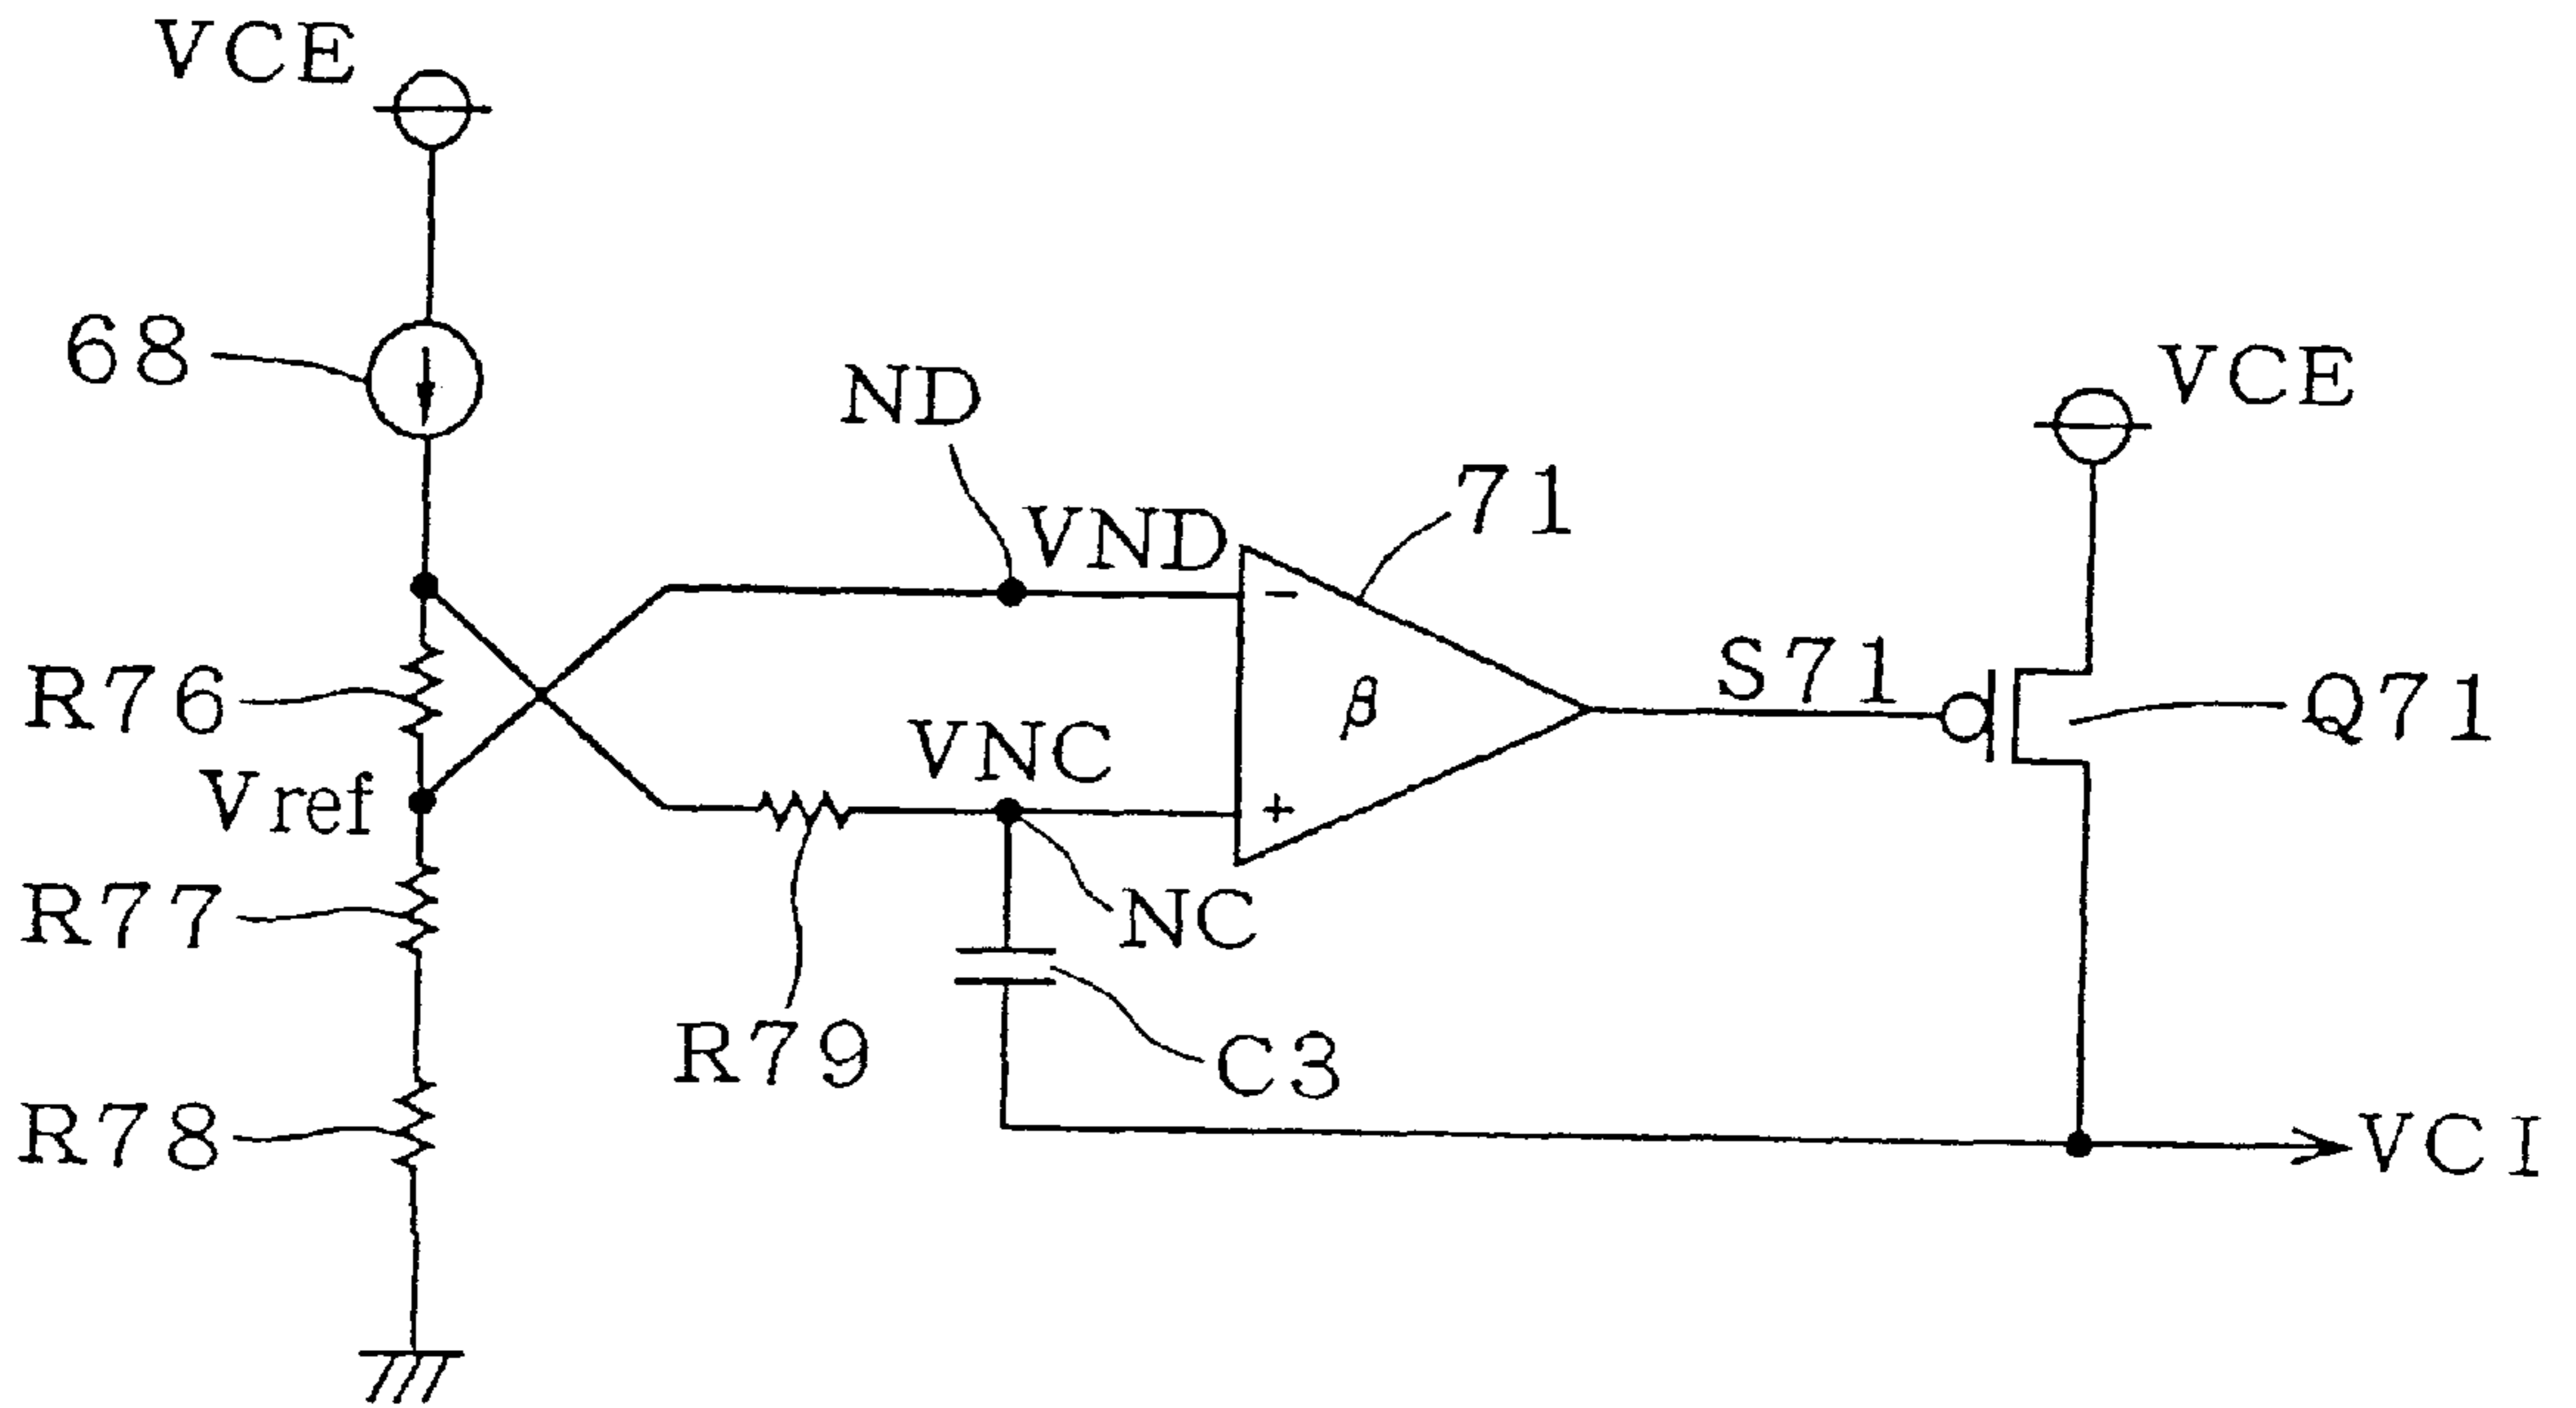 VCE
68
ND
VCE
71
VND
−
S71
R76
β
Q71
VNC
Vref
+
R77
NC
R79
C3
R78
VCI